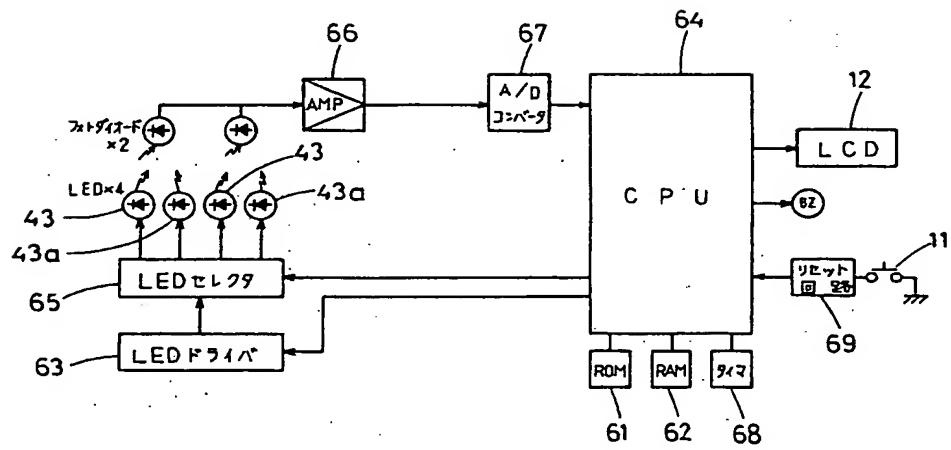 66
67
64
12
AMP
A/D
コンバータ
フォトダイオード
×2
LCD
43
LED×4
43a
CPU
BZ
43
43a
11
LEDセレクタ
リセット
回路
65
69
LEDドライバ
63
ROM
RAM
タイマ
61
62
68